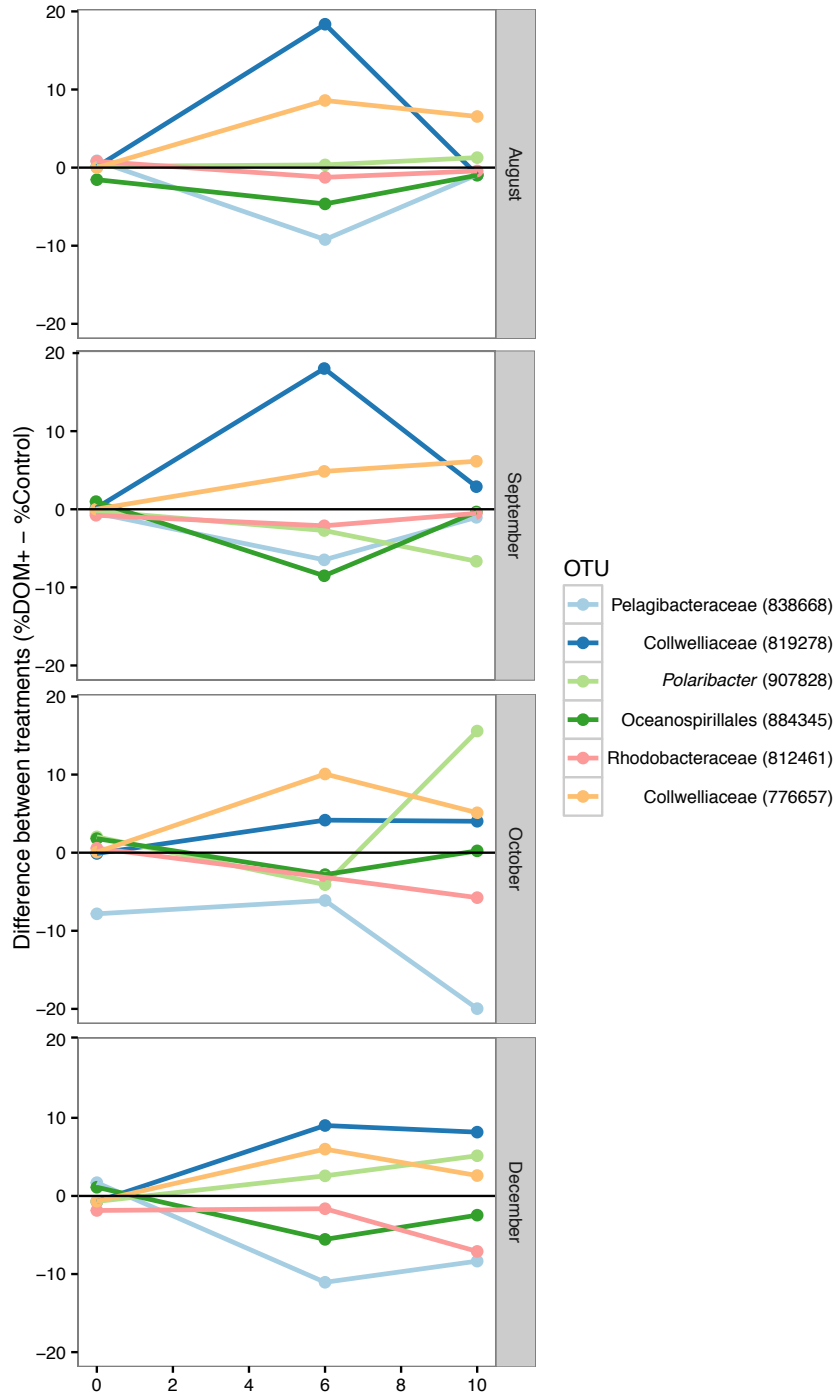 Difference between treatments (%DOM+ − %Control)
20
10
0
−10
−20
August
20
10
0
−10
−20
September
20
10
0
−10
−20
October
20
10
0
−10
−20
December
0
2
4
6
8
10
OTU
Pelagibacteraceae (838668)
Collwelliaceae (819278)
Polaribacter (907828)
Oceanospirillales (884345)
Rhodobacteraceae (812461)
Collwelliaceae (776657)